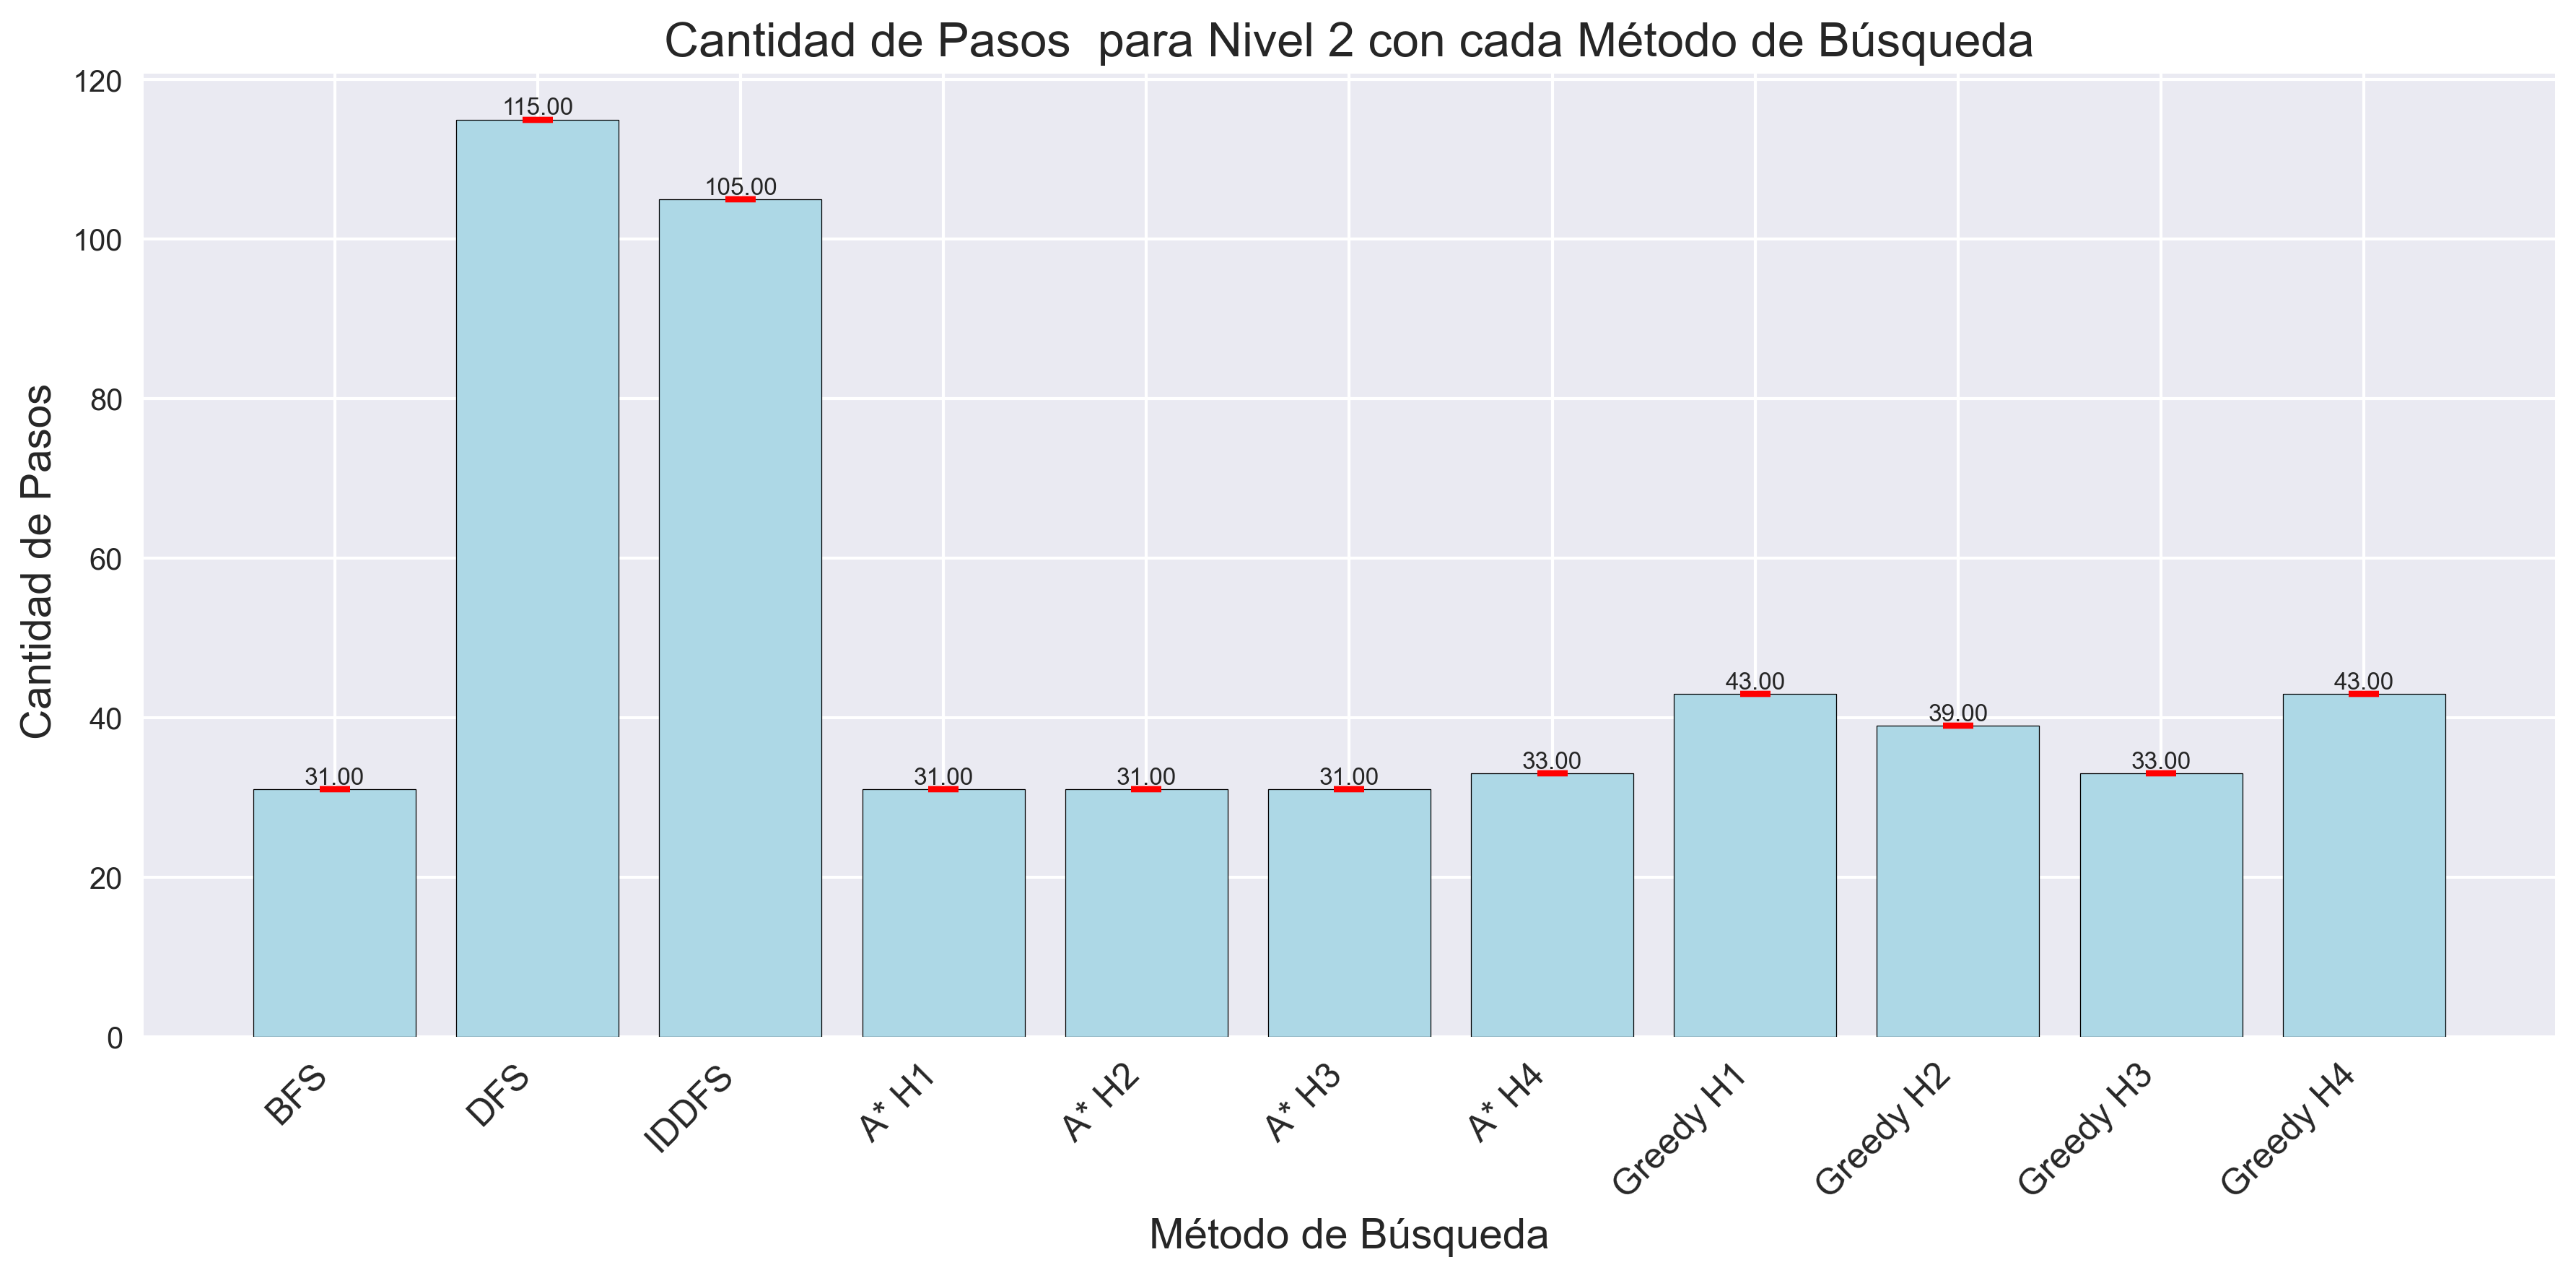 Cantidad de Pasos  para Nivel 2 con cada Método de Búsqueda
Cantidad de Pasos
120
100
80
60
40
20
0
31.00
115.00
105.00
31.00
31.00
31.00
33.00
43.00
39.00
33.00
43.00
BFS
DFS
IDDFS
A* H1
A* H2
A* H3
A* H4
Greedy H1
Greedy H2
Greedy H3
Greedy H4
Método de Búsqueda